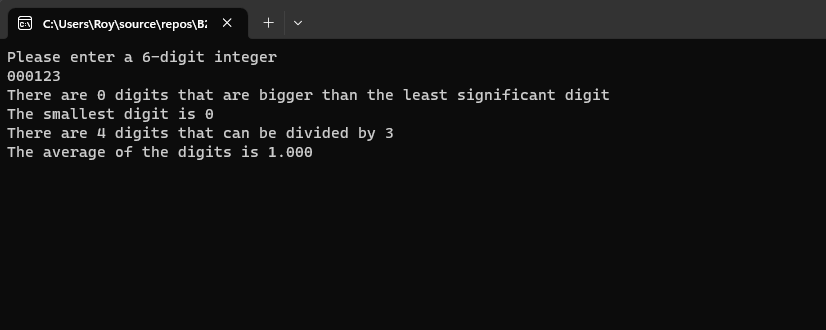 C:\Users\Roy\source\repos\B2
Please enter a 6-digit integer
000123
There are 0 digits that are bigger than the least significant digit
The smallest digit is 0
There are 4 digits that can be divided by 3
The average of the digits is 1.000